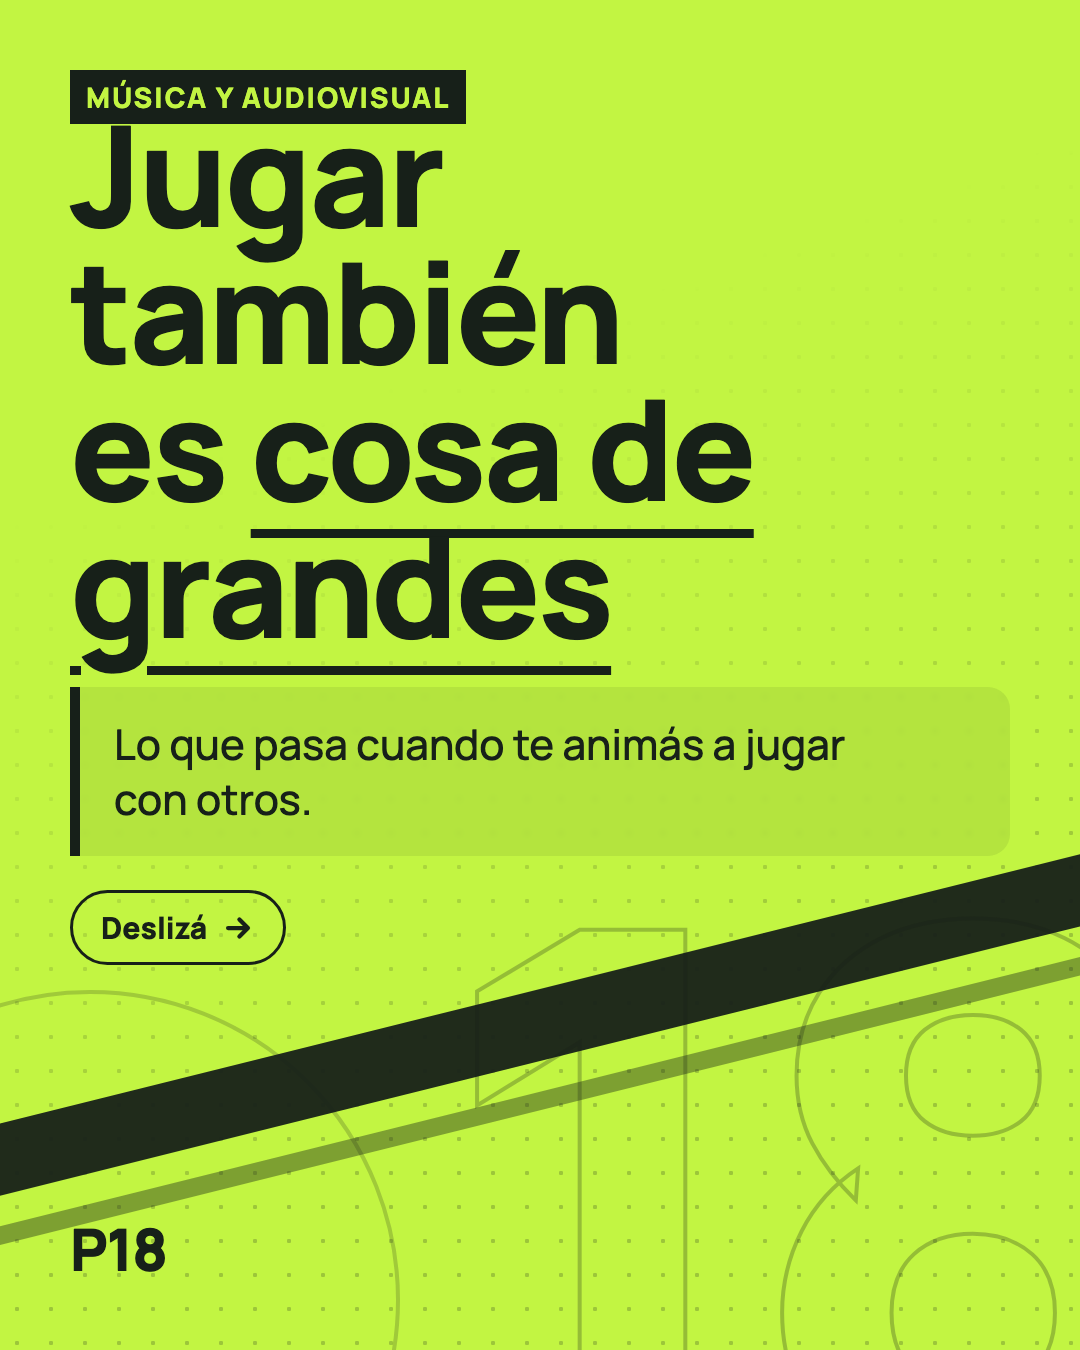 MÚSICA Y AUDIOVISUAL
Jugar
también
es cosa de
grandes
Lo que pasa cuando te animás a jugar
con otros.
Deslizá →
P18
18